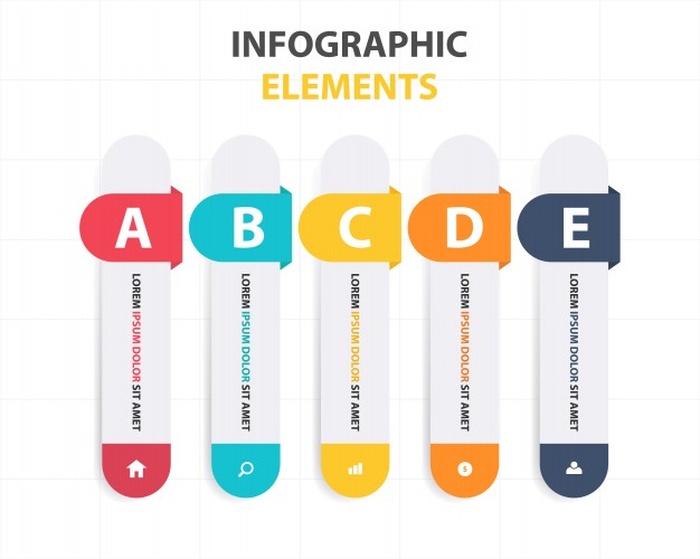 INFOGRAPHIC
ELEMENTS
A
LOREM IPSUM DOLOR SIT AMET
B
LOREM IPSUM DOLOR SIT AMET
C
LOREM IPSUM DOLOR SIT AMET
D
LOREM IPSUM DOLOR SIT AMET
$
E
LOREM IPSUM DOLOR SIT AMET